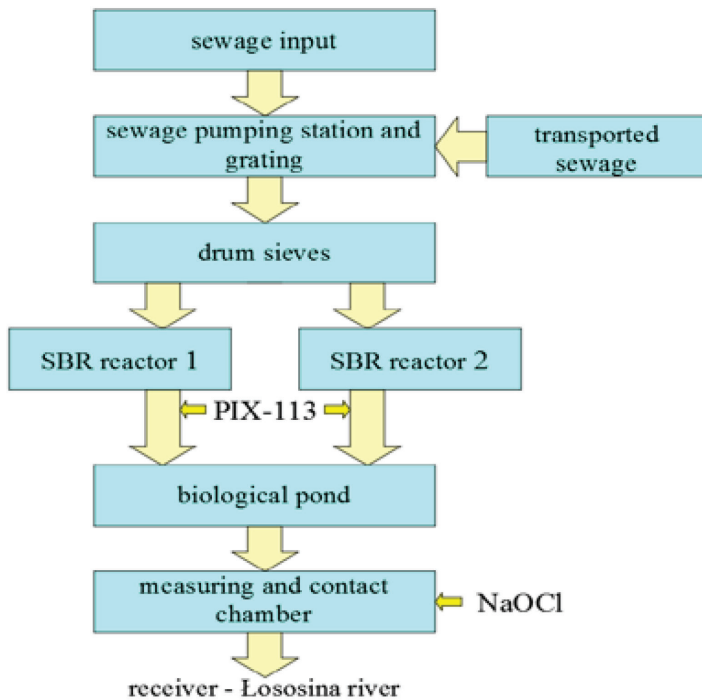 sewage input
sewage pumping station and
grating
transported
sewage
drum sieves
SBR reactor 1
SBR reactor 2
PIX-113
biological pond
measuring and contact
chamber
NaOCl
receiver - Łososina river